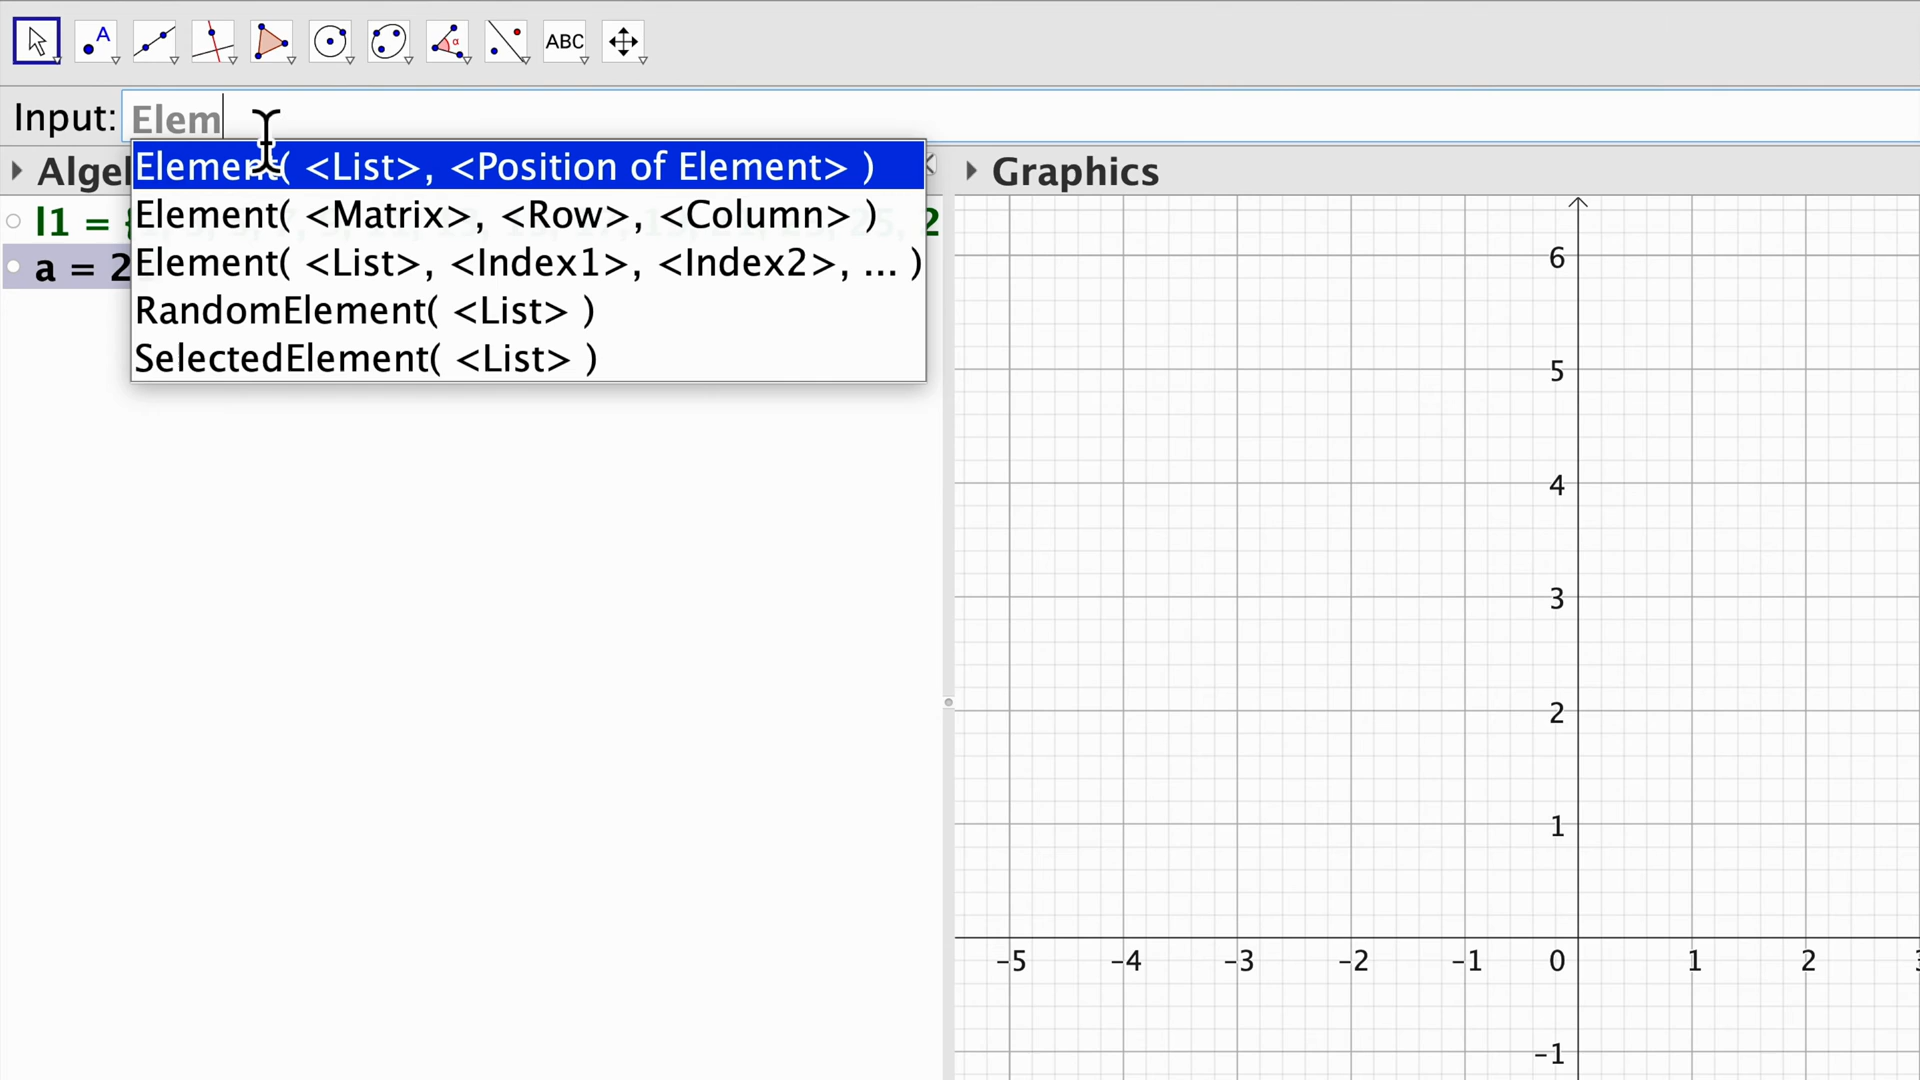 A
α
ABC
Input: Elem
Element( <List>, <Position of Element> )
Element( <Matrix>, <Row>, <Column> )
Element( <List>, <Index1>, <Index2>, ... )
RandomElement( <List> )
SelectedElement( <List> )
Alge
l1 =
a = 2
Graphics
6
5
4
3
2
1
-5 -4 -3 -2 -1 0 1 2
-1